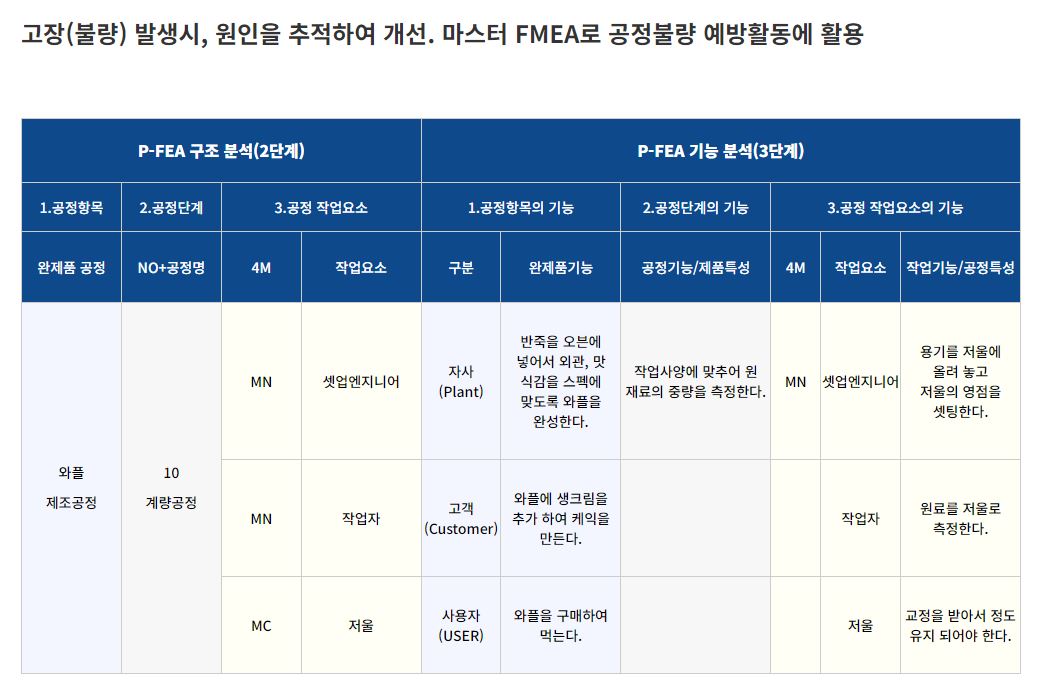 고장(불량) 발생시, 원인을 추적하여 개선. 마스터 FMEA로 공정불량 예방활동에 활용
P-FEA 구조 분석(2단계)
P-FEA 기능 분석(3단계)
1.공정항목
2.공정단계
3.공정 작업요소
1.공정항목의 기능
2.공정단계의 기능
3.공정 작업요소의 기능
완제품 공정
NO+공정명
4M
작업요소
구분
완제품기능
공정기능/제품특성
4M
작업요소
작업기능/공정특성
와플
제조공정
10
계량공정
MN
셋업엔지니어
자사
(Plant)
반죽을 오븐에
넣어서 외관, 맛
식감을 스펙에
맞도록 와플을
완성한다.
작업사양에 맞추어 원
재료의 중량을 측정한다.
MN
셋업엔지니어
용기를 저울에
올려 놓고
저울의 영점을
셋팅한다.
MN
작업자
고객
(Customer)
와플에 생크림을
추가 하여 케익을
만든다.
작업자
원료를 저울로
측정한다.
MC
저울
사용자
(USER)
와플을 구매하여
먹는다.
저울
교정을 받아서 정도
유지 되어야 한다.